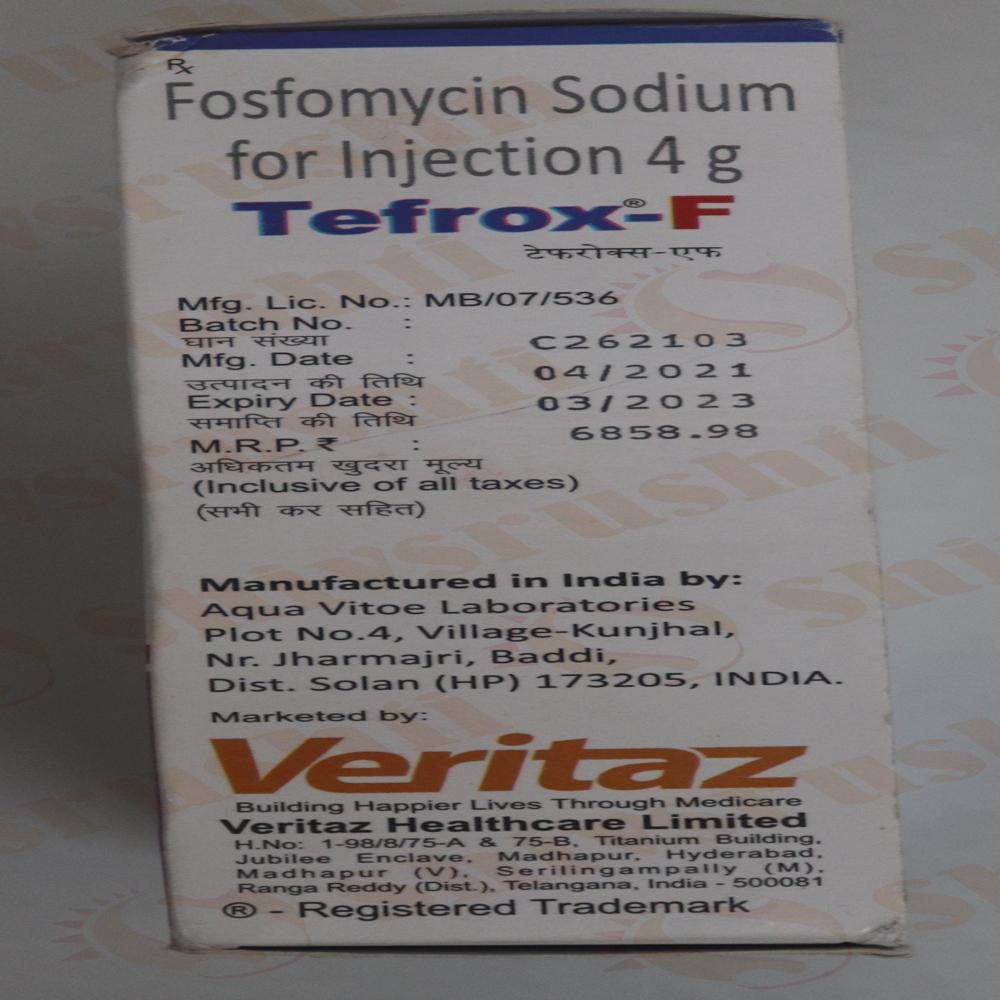 Rx
Fosfomycin Sodium
for Injection 4 g
Tefrox®-F
टेफरोक्स-एफ
Mfg. Lic. No.: MB/07/536
Batch No. :
घान संख्या C262103
Mfg. Date :
उत्पादन की तिथि 04/2021
Expiry Date : 03/2023
समाप्ति की तिथि
M.R.P. ₹ : 6858.98
अधिकतम खुदरा मूल्य
(Inclusive of all taxes)
(सभी कर सहित)
Manufactured in India by:
Aqua Vitoe Laboratories
Plot No.4, Village-Kunjhal,
Nr. Jharmajri, Baddi,
Dist. Solan (HP) 173205, INDIA.
Marketed by:
Veritaz
Building Happier Lives Through Medicare
Veritaz Healthcare Limited
H.No: 1-98/8/75-A & 75-B, Titanium Building,
Jubilee Enclave, Madhapur, Hyderabad,
Madhapur (V), Serilingampally (M),
Ranga Reddy (Dist.), Telangana, India - 500081
® - Registered Trademark
Shivsrushti